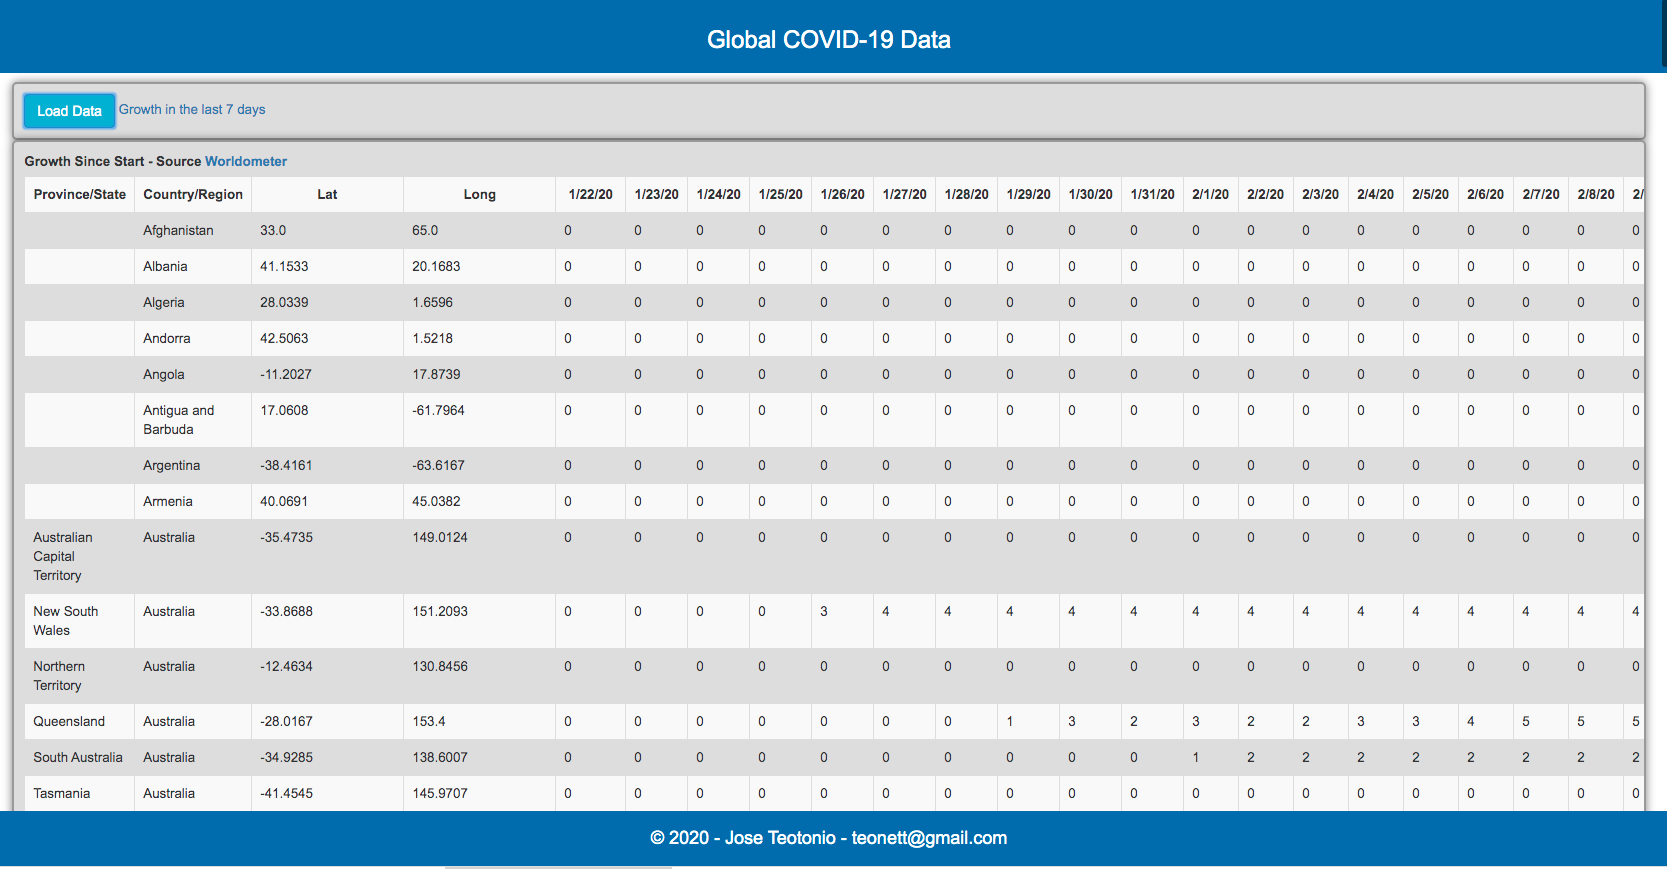 Global COVID-19 Data
Load Data Growth in the last 7 days
Growth Since Start - Source Worldometer
Province/State Country/Region Lat Long 1/22/20 1/23/20 1/24/20 1/25/20 1/26/20 1/27/20 1/28/20 1/29/20 1/30/20 1/31/20 2/1/20 2/2/20 2/3/20 2/4/20 2/5/20 2/6/20 2/7/20 2/8/20 2/
Afghanistan 33.0 65.0 0 0 0 0 0 0 0 0 0 0 0 0 0 0 0 0 0 0 0
Albania 41.1533 20.1683 0 0 0 0 0 0 0 0 0 0 0 0 0 0 0 0 0 0 0
Algeria 28.0339 1.6596 0 0 0 0 0 0 0 0 0 0 0 0 0 0 0 0 0 0 0
Andorra 42.5063 1.5218 0 0 0 0 0 0 0 0 0 0 0 0 0 0 0 0 0 0 0
Angola -11.2027 17.8739 0 0 0 0 0 0 0 0 0 0 0 0 0 0 0 0 0 0 0
Antigua and 17.0608 -61.7964 0 0 0 0 0 0 0 0 0 0 0 0 0 0 0 0 0 0 0
Barbuda
Argentina -38.4161 -63.6167 0 0 0 0 0 0 0 0 0 0 0 0 0 0 0 0 0 0 0
Armenia 40.0691 45.0382 0 0 0 0 0 0 0 0 0 0 0 0 0 0 0 0 0 0 0
Australian Australia -35.4735 149.0124 0 0 0 0 0 0 0 0 0 0 0 0 0 0 0 0 0 0 0
Capital
Territory
New South Australia -33.8688 151.2093 0 0 0 0 3 4 4 4 4 4 4 4 4 4 4 4 4 4 4
Wales
Northern Australia -12.4634 130.8456 0 0 0 0 0 0 0 0 0 0 0 0 0 0 0 0 0 0 0
Territory
Queensland Australia -28.0167 153.4 0 0 0 0 0 0 0 1 3 2 3 2 2 3 3 4 5 5 5
South Australia Australia -34.9285 138.6007 0 0 0 0 0 0 0 0 0 0 1 2 2 2 2 2 2 2 2
Tasmania Australia -41.4545 145.9707 0 0 0 0 0 0 0 0 0 0 0 0 0 0 0 0 0 0 0
© 2020 - Jose Teotonio - teonett@gmail.com